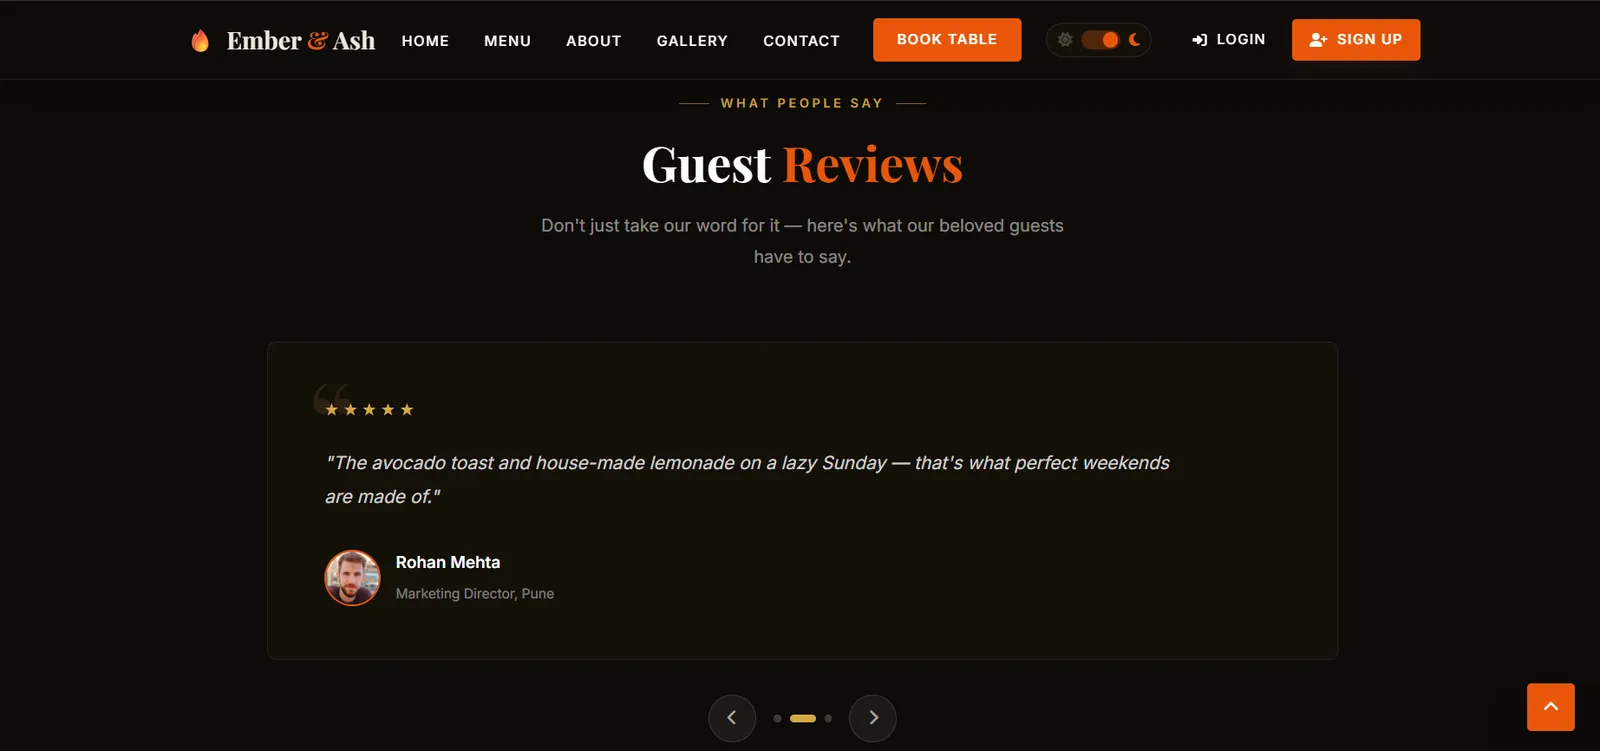 Ember & Ash HOME MENU ABOUT GALLERY CONTACT BOOK TABLE LOGIN SIGN UP
WHAT PEOPLE SAY
Guest Reviews
Don't just take our word for it — here's what our beloved guests
have to say.
"The avocado toast and house-made lemonade on a lazy Sunday — that's what perfect weekends
are made of."
Rohan Mehta
Marketing Director, Pune